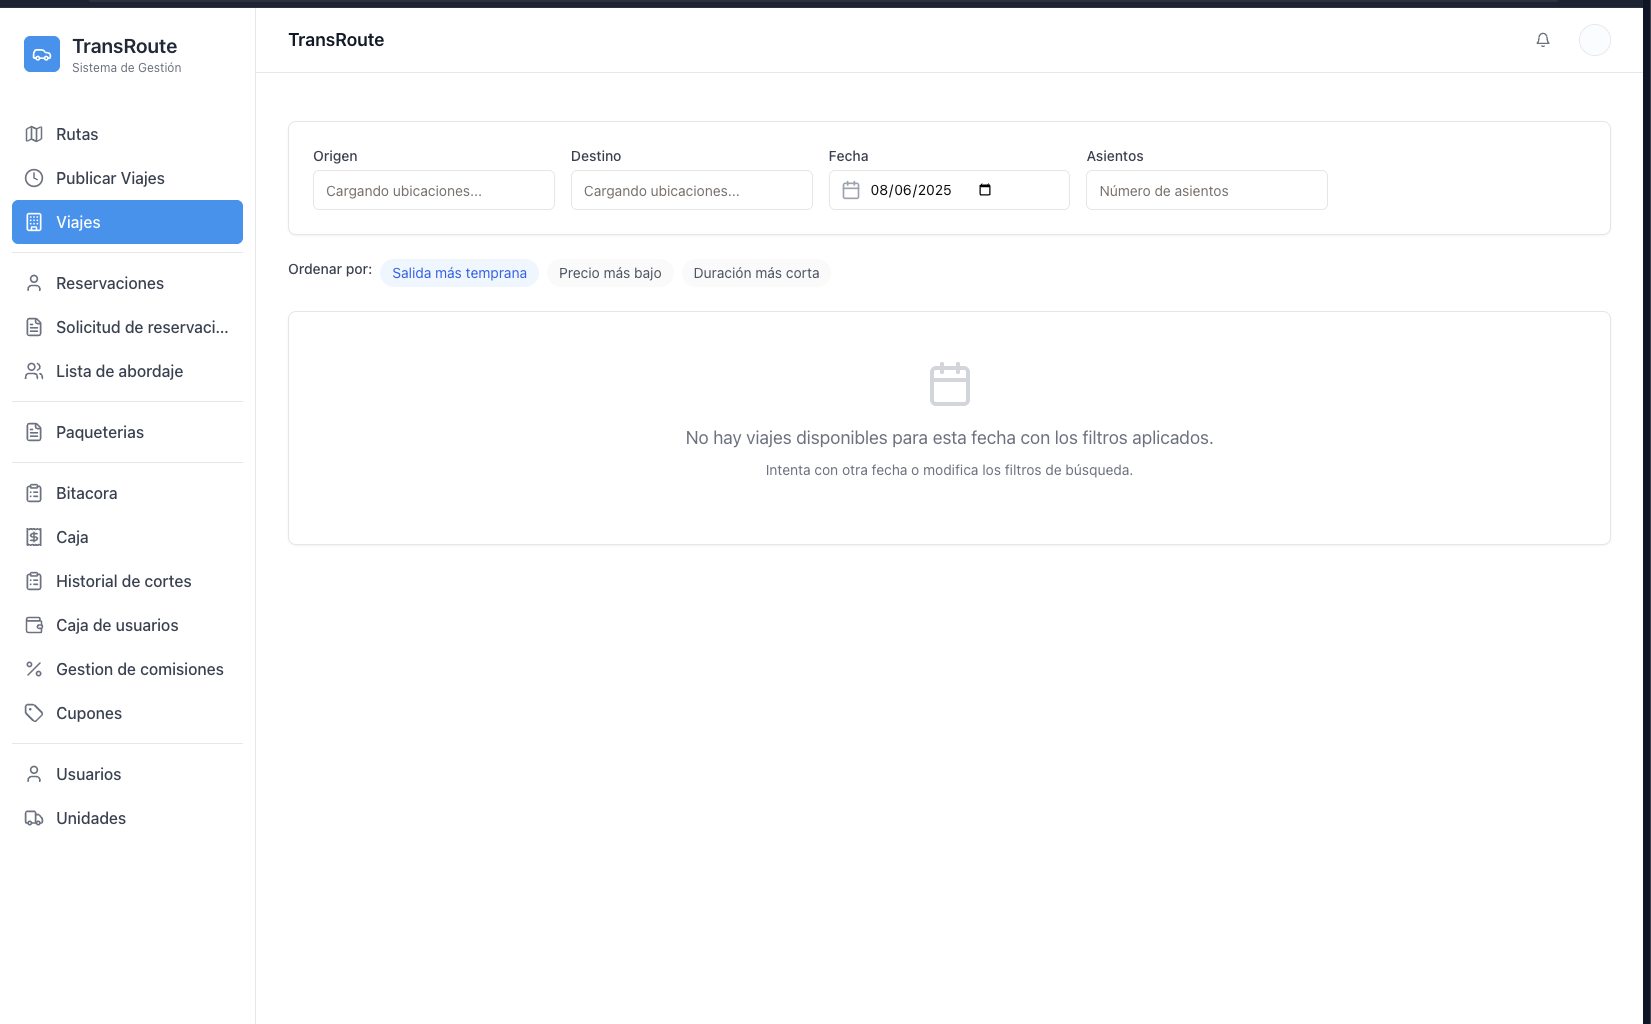 TransRoute
Sistema de Gestión
Rutas
Publicar Viajes
Viajes
Reservaciones
Solicitud de reservaci...
Lista de abordaje
Paqueterias
Bitacora
Caja
Historial de cortes
Caja de usuarios
Gestion de comisiones
Cupones
Usuarios
Unidades
TransRoute
Origen Destino Fecha Asientos
Cargando ubicaciones... Cargando ubicaciones... 08/06/2025 Número de asientos
Ordenar por: Salida más temprana Precio más bajo Duración más corta
No hay viajes disponibles para esta fecha con los filtros aplicados.
Intenta con otra fecha o modifica los filtros de búsqueda.